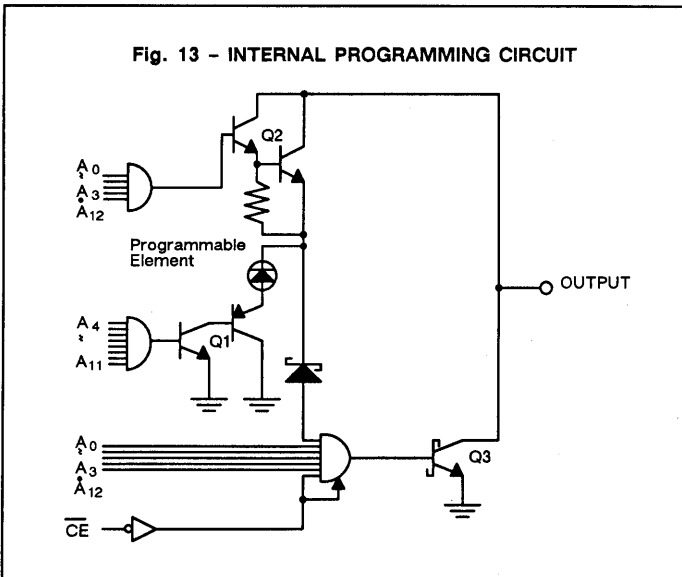 Fig. 13 - INTERNAL PROGRAMMING CIRCUIT
Q2
A0
~
A3
A12
Programmable
Element
OUTPUT
A4
~
A11
Q1
A0
~
A3
A12
Q3
CE